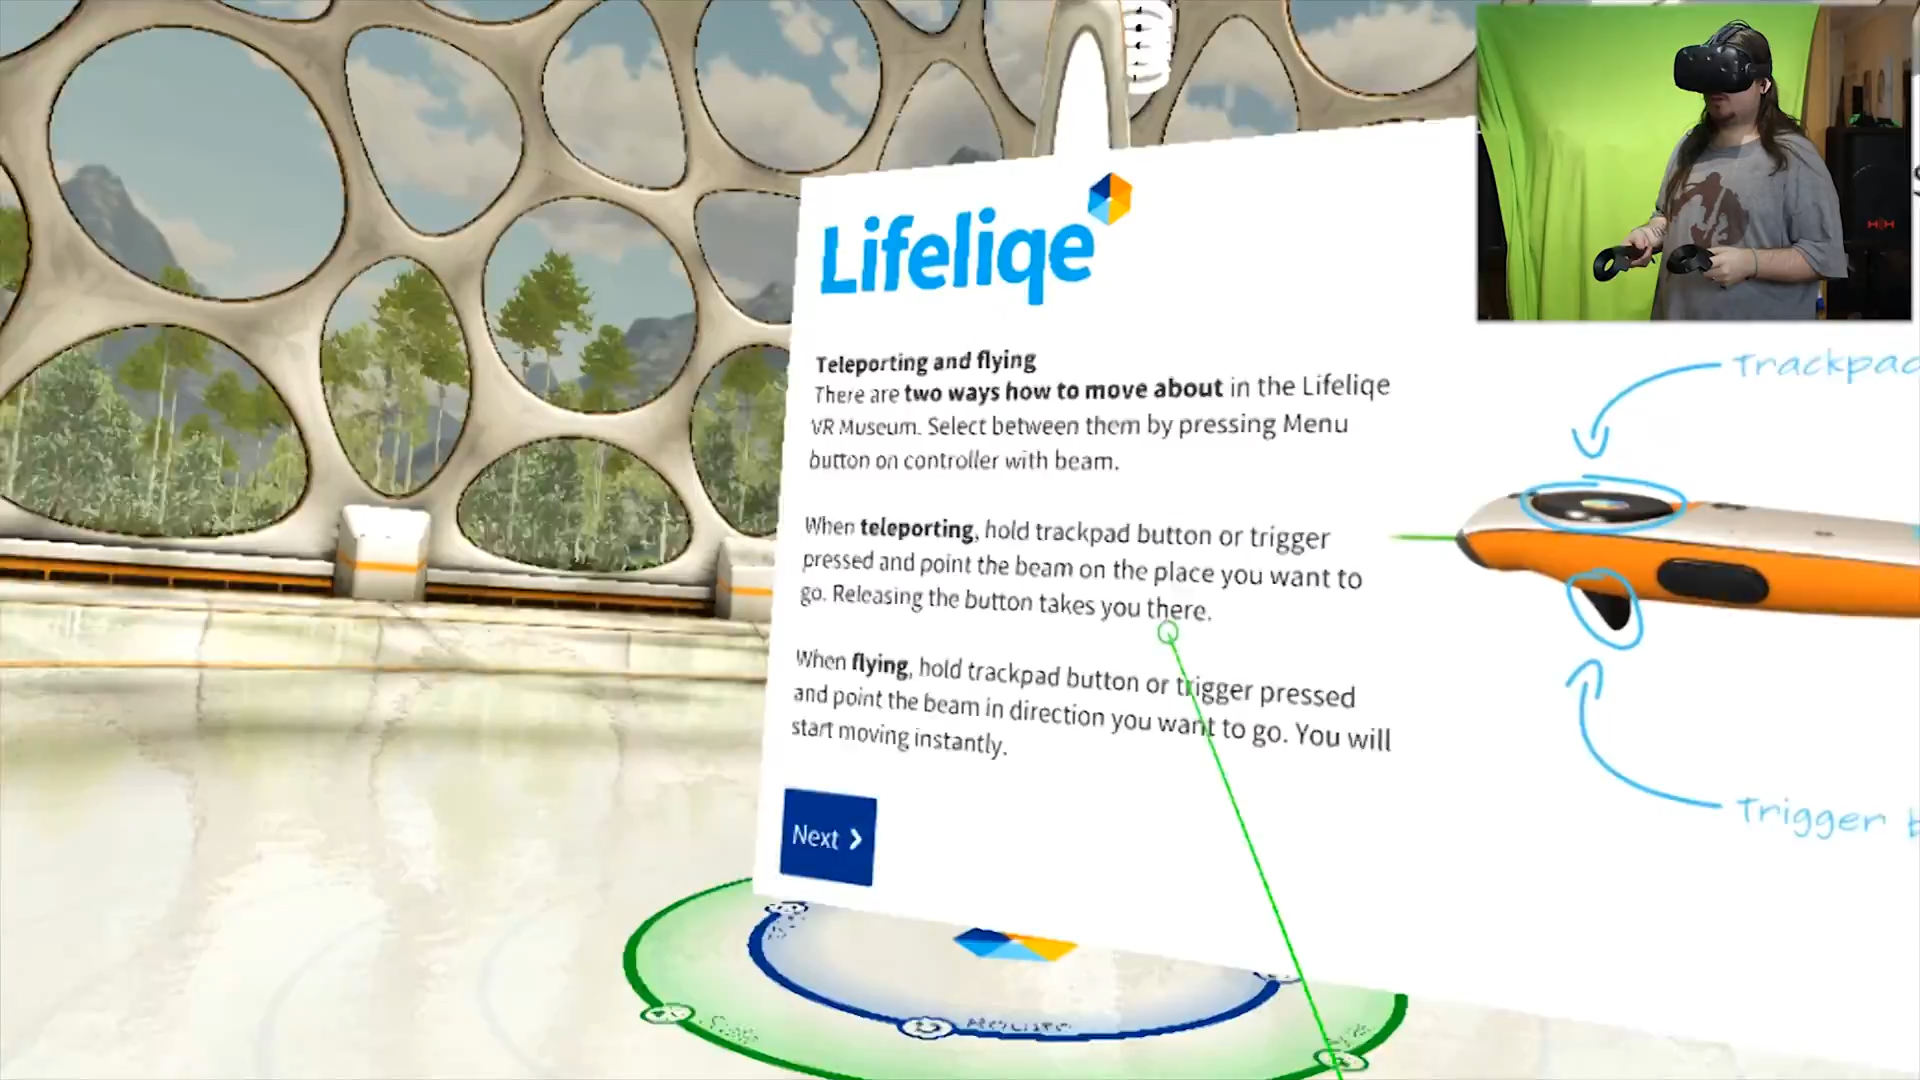 Lifeliqe
Teleporting and flying
There are two ways how to move about in the Lifeliqe
VR Museum. Select between them by pressing Menu
button on controller with beam.
When teleporting, hold trackpad button or trigger
pressed and point the beam on the place you want to
go. Releasing the button takes you there.
When flying, hold trackpad button or trigger pressed
and point the beam in direction you want to go. You will
start moving instantly.
Next
Trackpad
Trigger